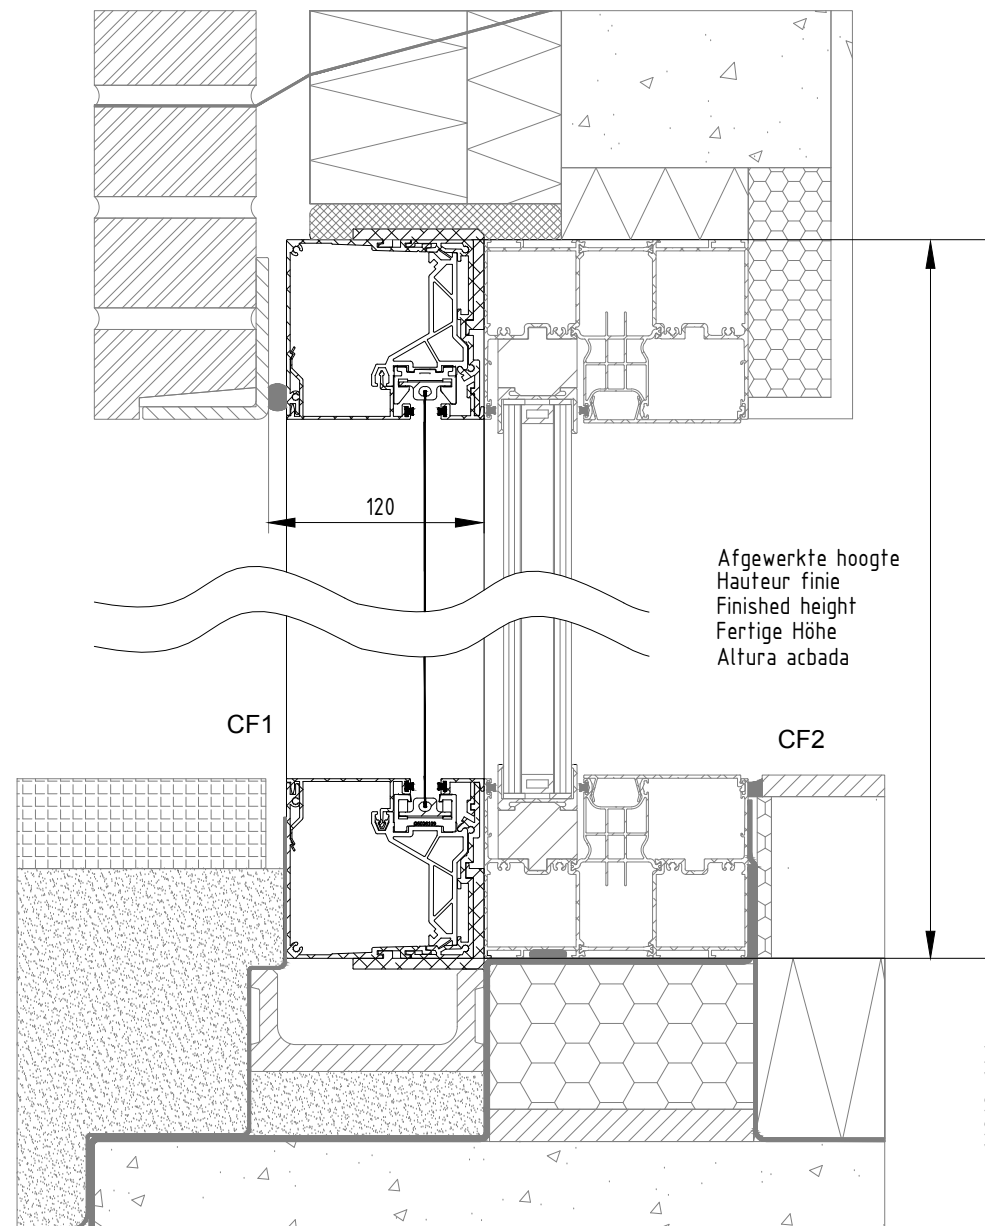 120
Afgewerkte hoogte
Hauteur finie
Finished height
Fertige Höhe
Altura acbada
CF1
CF2